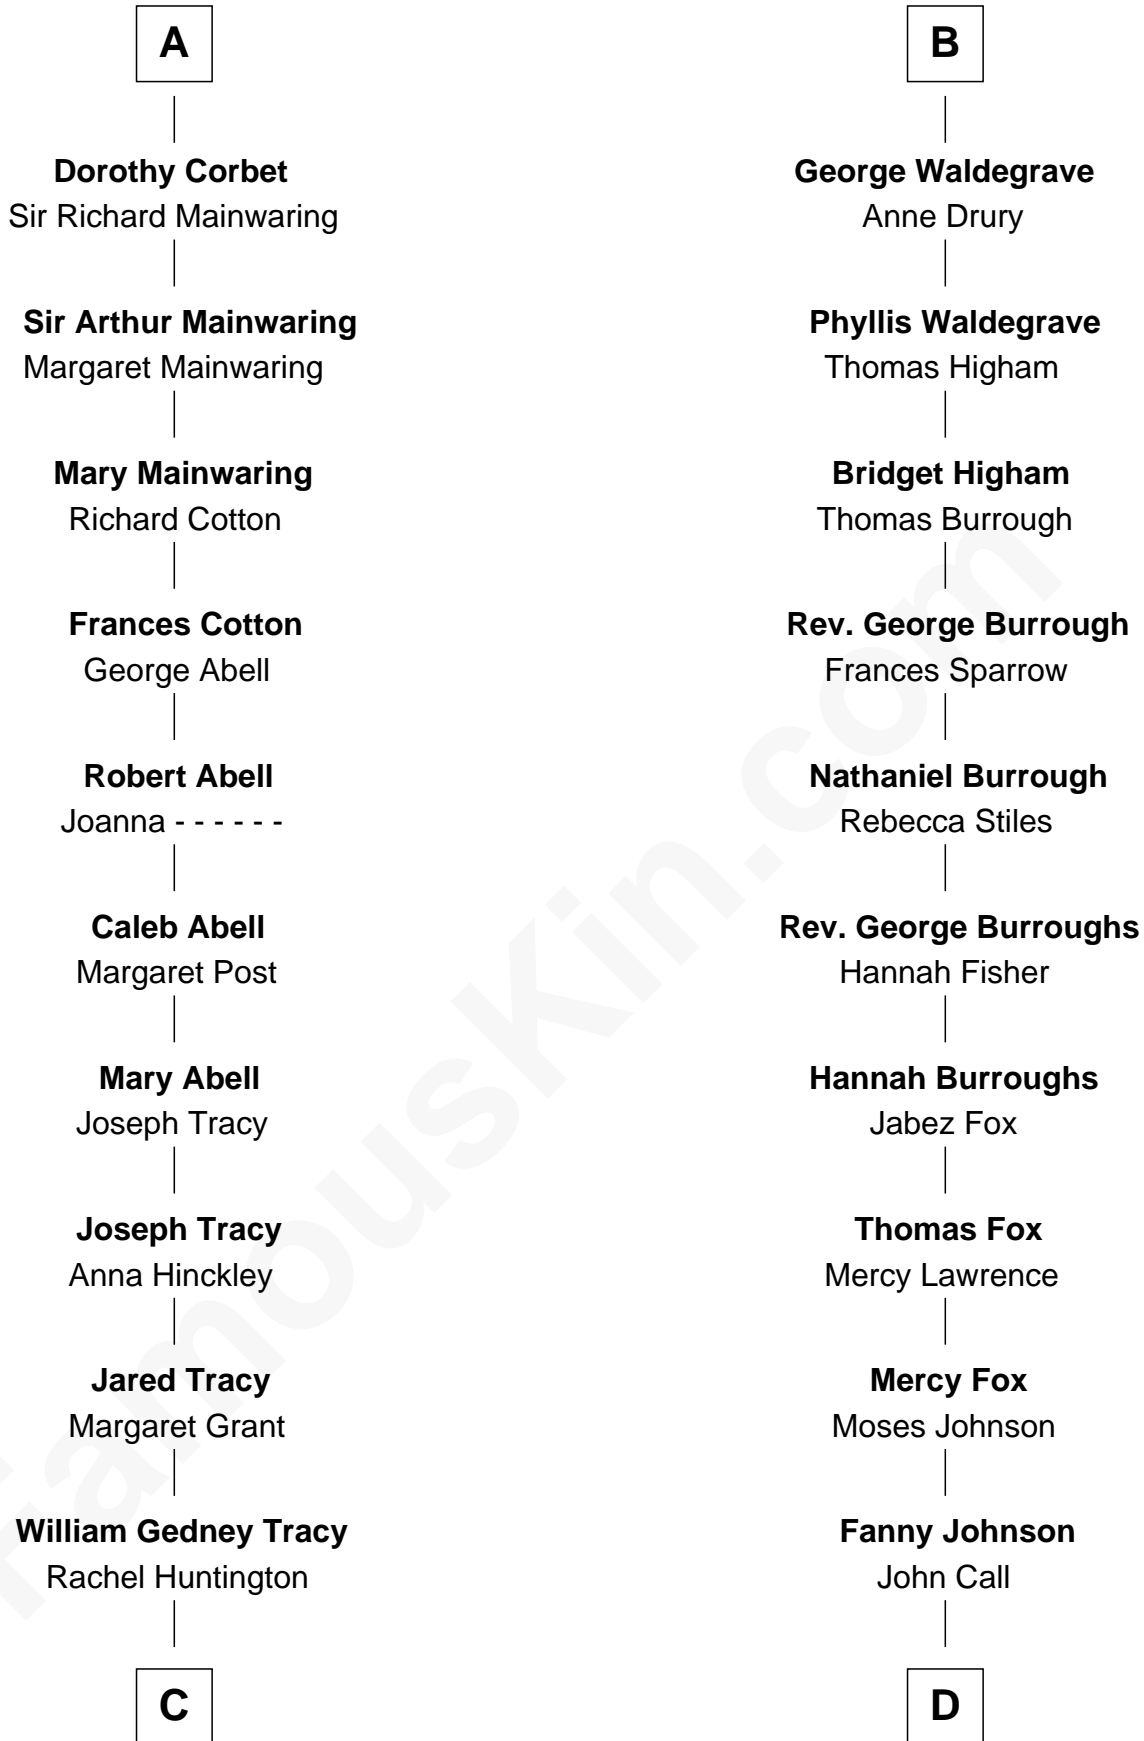 A
Dorothy Corbet
Sir Richard Mainwaring
Sir Arthur Mainwaring
Margaret Mainwaring
Mary Mainwaring
Richard Cotton
Frances Cotton
George Abell
Robert Abell
Joanna - - - - - -
Caleb Abell
Margaret Post
Mary Abell
Joseph Tracy
Joseph Tracy
Anna Hinckley
Jared Tracy
Margaret Grant
William Gedney Tracy
Rachel Huntington
C
B
George Waldegrave
Anne Drury
Phyllis Waldegrave
Thomas Higham
Bridget Higham
Thomas Burrough
Rev. George Burrough
Frances Sparrow
Nathaniel Burrough
Rebecca Stiles
Rev. George Burroughs
Hannah Fisher
Hannah Burroughs
Jabez Fox
Thomas Fox
Mercy Lawrence
Mercy Fox
Moses Johnson
Fanny Johnson
John Call
D
FamousKin.com